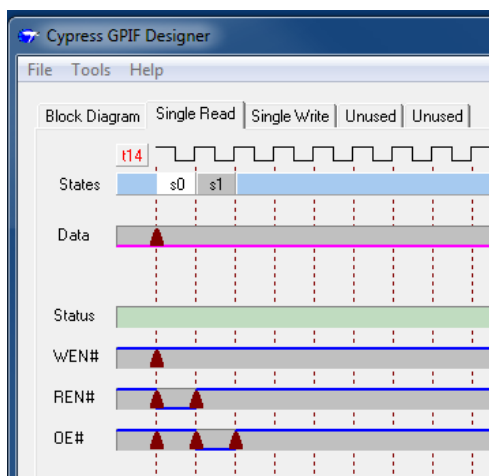 Cypress GPIF Designer
File Tools Help
Block Diagram Single Read Single Write Unused Unused
t14
States s0 s1
Data
Status
WEN#
REN#
OE#